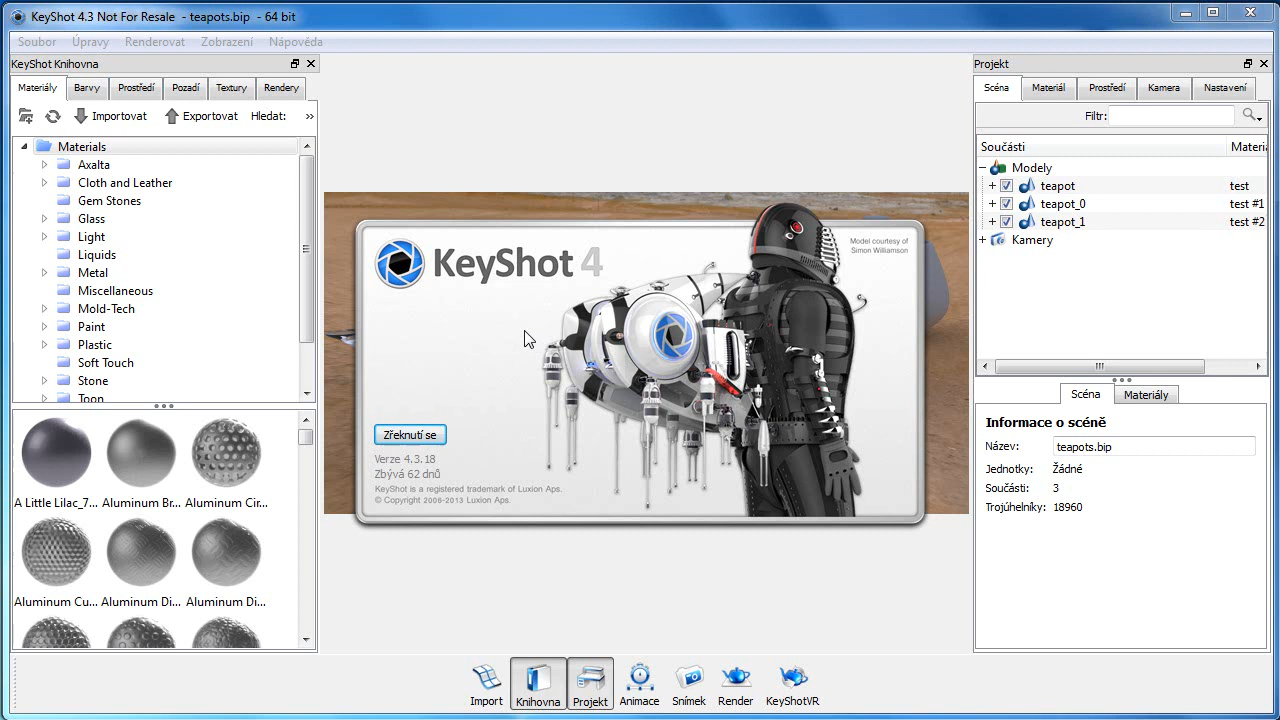 KeyShot 4.3 Not For Resale - teapots.bip - 64 bit
Soubor Úpravy Renderovat Zobrazení Nápověda
KeyShot Knihovna
Materiály Barvy Prostředí Pozadí Textury Rendery
Importovat Exportovat Hledat: »
Materials
Axalta
Cloth and Leather
Gem Stones
Glass
Light
Liquids
Metal
Miscellaneous
Mold-Tech
Paint
Plastic
Soft Touch
Stone
Toon
A Little Lilac_7... Aluminum Br... Aluminum Cir...
Aluminum Cu... Aluminum Di... Aluminum Di...
KeyShot 4
Model courtesy of
Simon Williamson
Zřeknutí se
Verze 4.3.18
Zbývá 62 dnů
KeyShot is a registered trademark of Luxion Aps.
© Copyright 2006-2013 Luxion Aps.
Projekt
Scéna Materiál Prostředí Kamera Nastavení
Filtr:
Součásti Materiá
Modely
teapot test
teapot_0 test #1
teapot_1 test #2
Kamery
Scéna Materiály
Informace o scéně
Název: teapots.bip
Jednotky: Žádné
Součásti: 3
Trojúhelníky: 18960
Import Knihovna Projekt Animace Snímek Render KeyShotVR